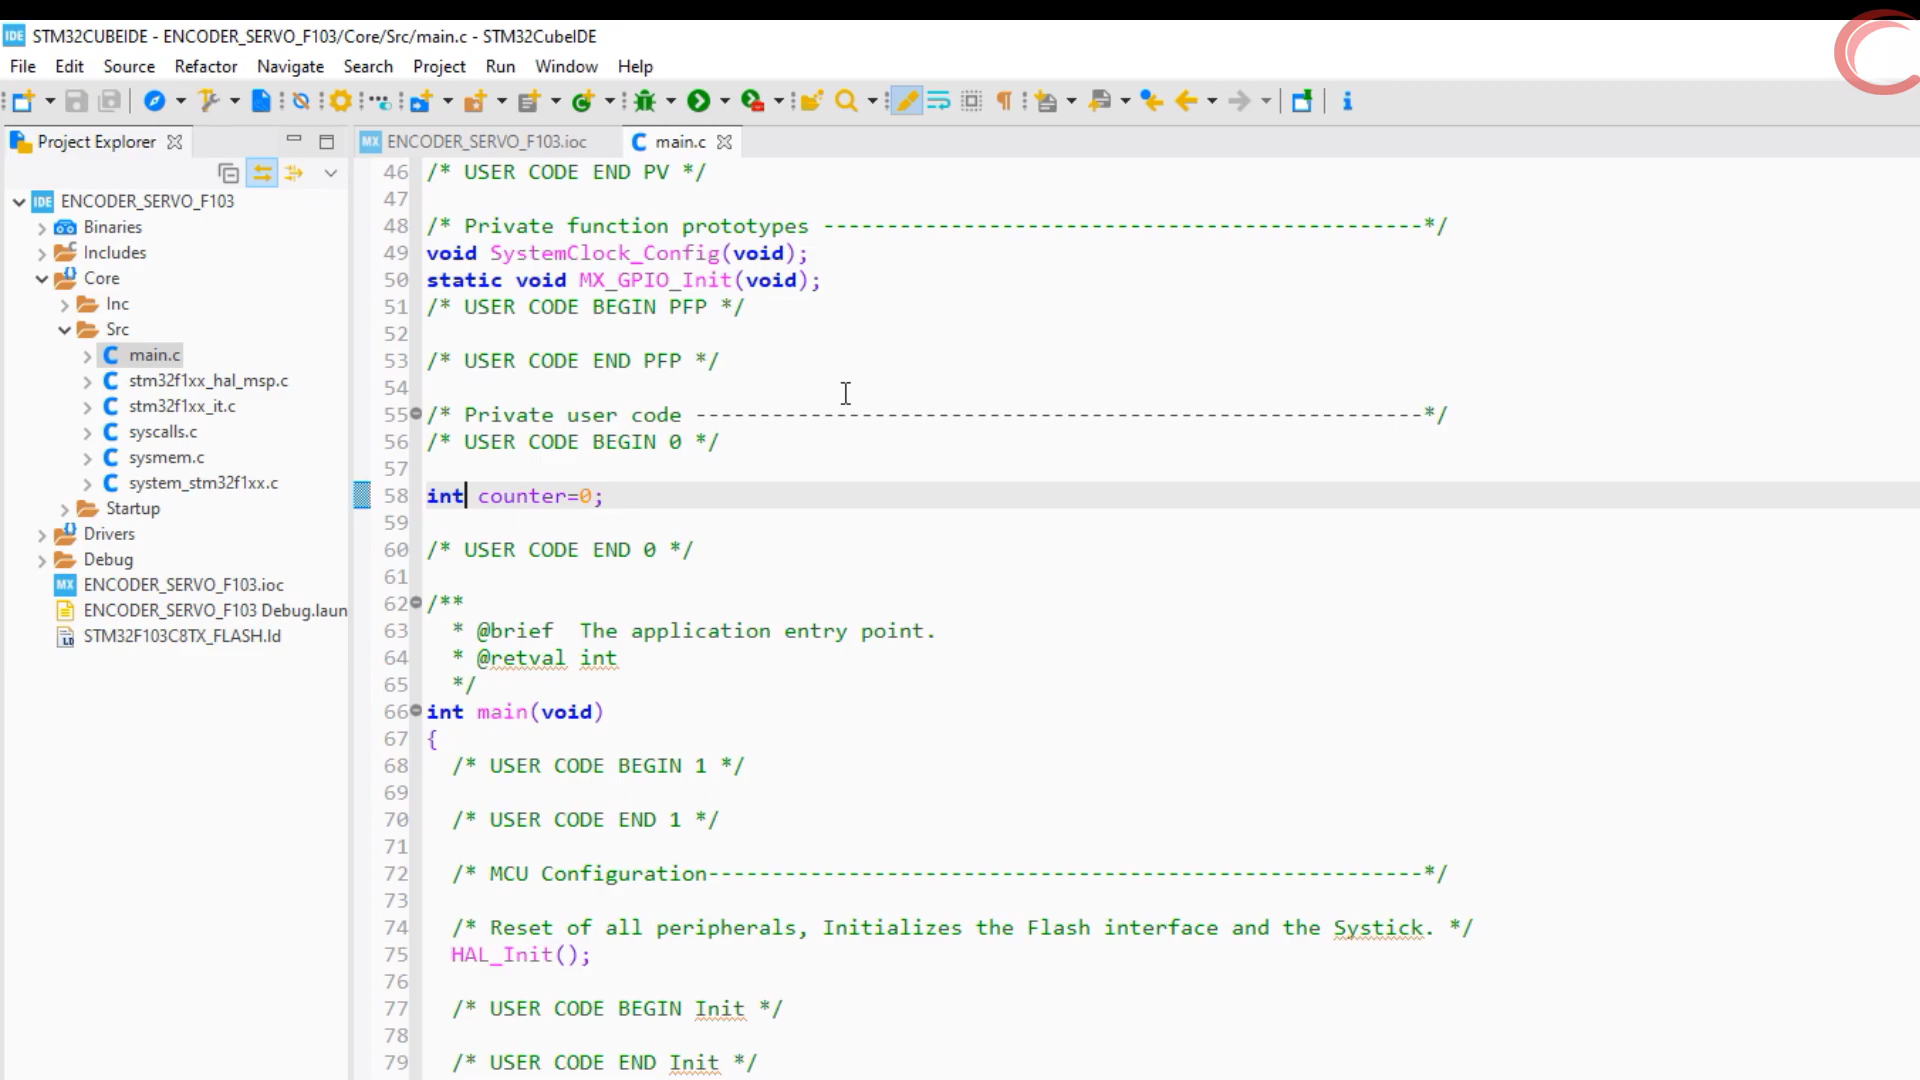 IDE STM32CUBEIDE - ENCODER_SERVO_F103/Core/Src/main.c - STM32CubeIDE
File Edit Source Refactor Navigate Search Project Run Window Help
Project Explorer
MX ENCODER_SERVO_F103.ioc
C main.c
IDE ENCODER_SERVO_F103
Binaries
Includes
Core
Inc
Src
C main.c
C stm32f1xx_hal_msp.c
C stm32f1xx_it.c
C syscalls.c
C sysmem.c
C system_stm32f1xx.c
Startup
Drivers
Debug
MX ENCODER_SERVO_F103.ioc
ENCODER_SERVO_F103 Debug.laun
STM32F103C8TX_FLASH.ld
46 /* USER CODE END PV */
47
48 /* Private function prototypes -----------------------------------------------*/
49 void SystemClock_Config(void);
50 static void MX_GPIO_Init(void);
51 /* USER CODE BEGIN PFP */
52
53 /* USER CODE END PFP */
54
55 /* Private user code ---------------------------------------------------------*/
56 /* USER CODE BEGIN 0 */
57
58 int counter=0;
59
60 /* USER CODE END 0 */
61
62 /**
63 * @brief  The application entry point.
64 * @retval int
65 */
66 int main(void)
67 {
68 /* USER CODE BEGIN 1 */
69
70 /* USER CODE END 1 */
71
72 /* MCU Configuration--------------------------------------------------------*/
73
74 /* Reset of all peripherals, Initializes the Flash interface and the Systick. */
75 HAL_Init();
76
77 /* USER CODE BEGIN Init */
78
79 /* USER CODE END Init */